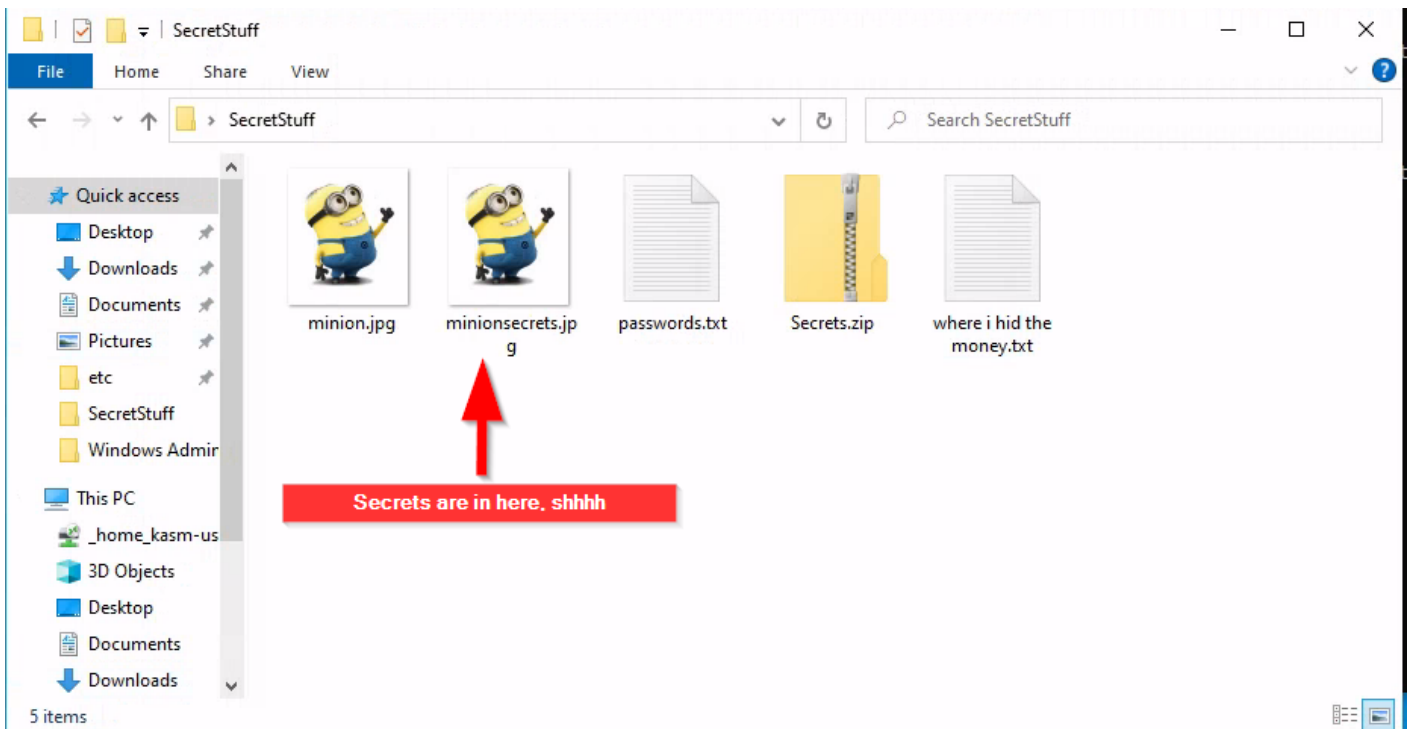 SecretStuff
File Home Share View
SecretStuff
Search SecretStuff
Quick access
Desktop
Downloads
Documents
Pictures
etc
SecretStuff
Windows Admir
This PC
_home_kasm-us
3D Objects
Desktop
Documents
Downloads
minion.jpg
minionsecrets.jp
g
passwords.txt
Secrets.zip
where i hid the
money.txt
Secrets are in here, shhhh
5 items